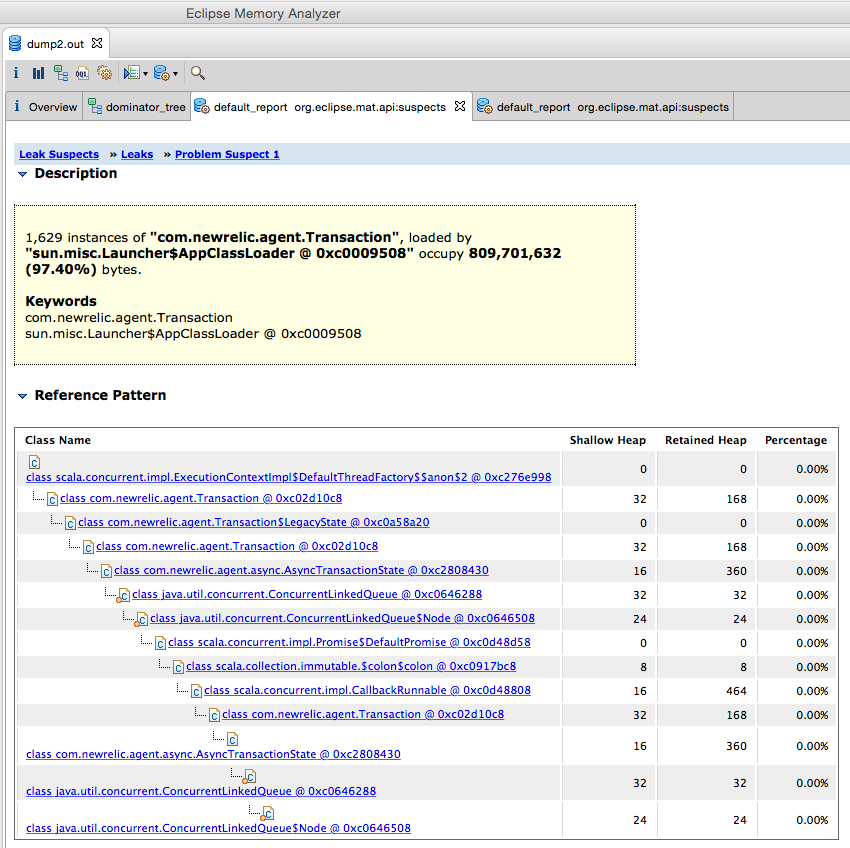 Eclipse Memory Analyzer
dump2.out
i OQL
i Overview dominator_tree default_report org.eclipse.mat.api:suspects default_report org.eclipse.mat.api:suspects
Leak Suspects » Leaks » Problem Suspect 1
Description
1,629 instances of "com.newrelic.agent.Transaction", loaded by
"sun.misc.Launcher$AppClassLoader @ 0xc0009508" occupy 809,701,632
(97.40%) bytes.
Keywords
com.newrelic.agent.Transaction
sun.misc.Launcher$AppClassLoader @ 0xc0009508
Reference Pattern
Class Name Shallow Heap Retained Heap Percentage
class scala.concurrent.impl.ExecutionContextImpl$DefaultThreadFactory$$anon$2 @ 0xc276e998 0 0 0.00%
class com.newrelic.agent.Transaction @ 0xc02d10c8 32 168 0.00%
class com.newrelic.agent.Transaction$LegacyState @ 0xc0a58a20 0 0 0.00%
class com.newrelic.agent.Transaction @ 0xc02d10c8 32 168 0.00%
class com.newrelic.agent.async.AsyncTransactionState @ 0xc2808430 16 360 0.00%
class java.util.concurrent.ConcurrentLinkedQueue @ 0xc0646288 32 32 0.00%
class java.util.concurrent.ConcurrentLinkedQueue$Node @ 0xc0646508 24 24 0.00%
class scala.concurrent.impl.Promise$DefaultPromise @ 0xc0d48d58 0 0 0.00%
class scala.collection.immutable.$colon$colon @ 0xc0917bc8 8 8 0.00%
class scala.concurrent.impl.CallbackRunnable @ 0xc0d48808 16 464 0.00%
class com.newrelic.agent.Transaction @ 0xc02d10c8 32 168 0.00%
class com.newrelic.agent.async.AsyncTransactionState @ 0xc2808430 16 360 0.00%
class java.util.concurrent.ConcurrentLinkedQueue @ 0xc0646288 32 32 0.00%
class java.util.concurrent.ConcurrentLinkedQueue$Node @ 0xc0646508 24 24 0.00%